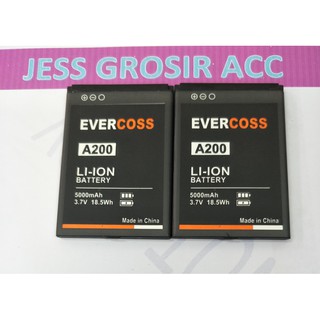 JESS GROSIR ACC
EVERCOSS
A200
LI-ION
BATTERY
5000mAh
3.7V 18.5Wh
Made in China
EVERCOSS
A200
LI-ION
BATTERY
5000mAh
3.7V 18.5Wh
Made in China